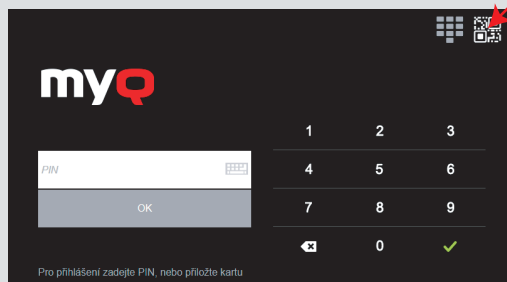 myQ
1 2 3
PIN
4 5 6
OK
7 8 9
0
Pro přihlášení zadejte PIN, nebo přiložte kartu